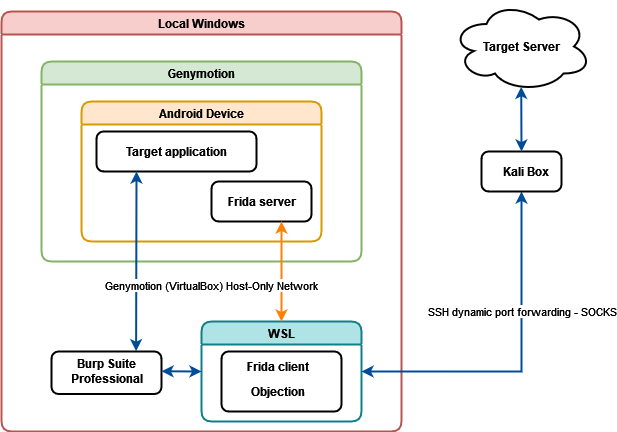 Local Windows
Target Server
Genymotion
Android Device
Target application
Kali Box
Frida server
Genymotion (VirtualBox) Host-Only Network
SSH dynamic port forwarding - SOCKS
WSL
Burp Suite
Professional
Frida client
Objection